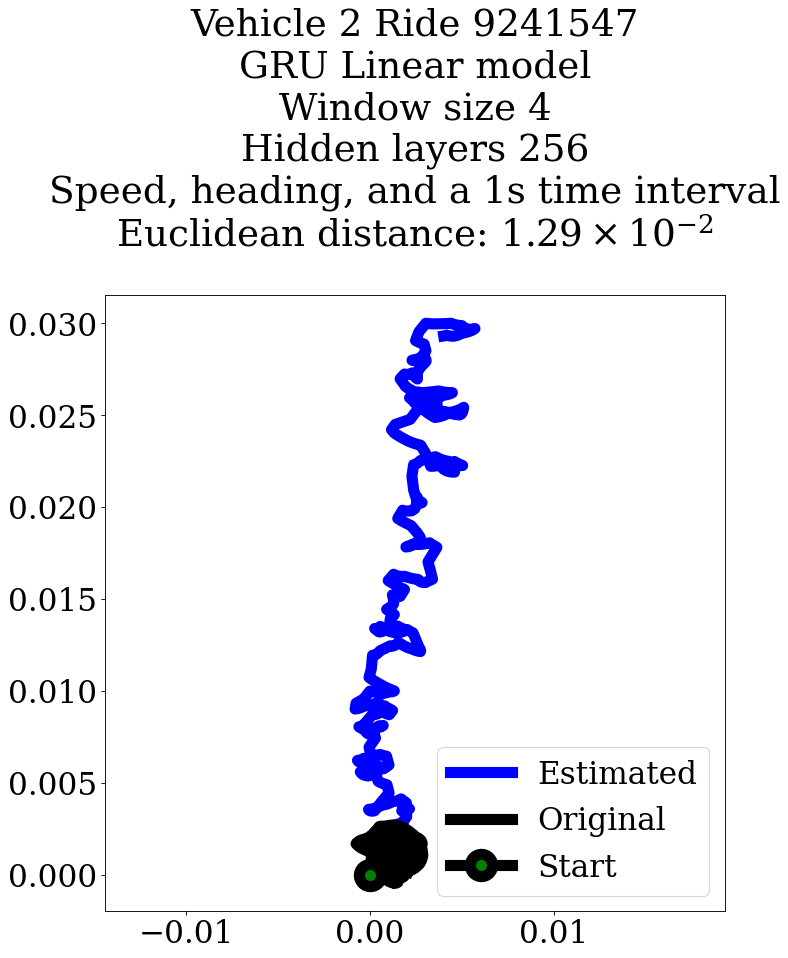 Vehicle 2 Ride 9241547
GRU Linear model
Window size 4
Hidden layers 256
Speed, heading, and a 1s time interval
Euclidean distance: 1.29 × 10⁻²
0.030
0.025
0.020
0.015
0.010
0.005
0.000
Estimated
Original
Start
−0.01
0.00
0.01